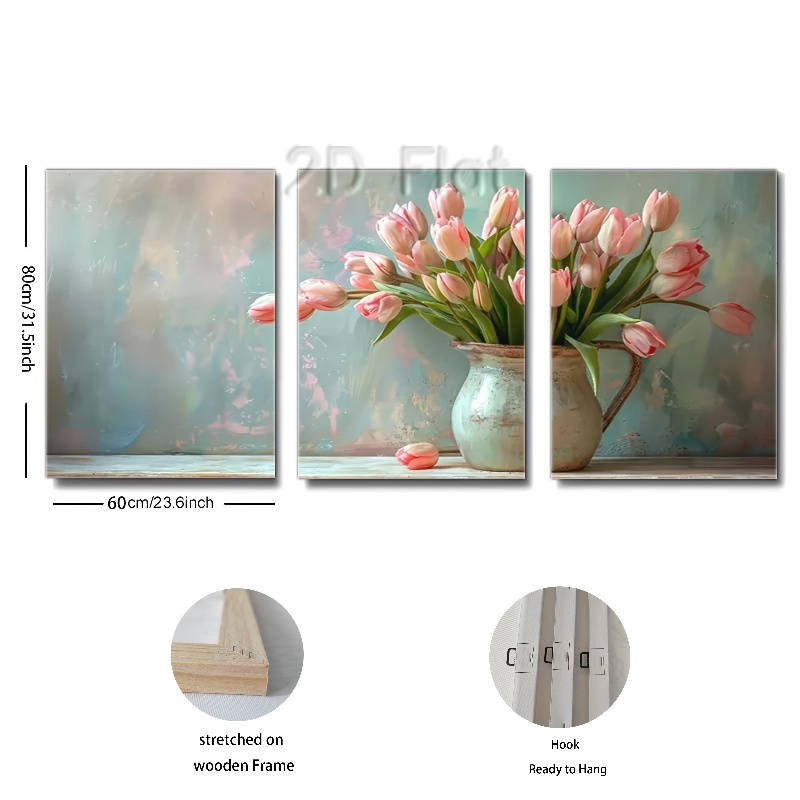 2D Flat
80cm/31.5inch
60cm/23.6inch
stretched on
wooden Frame
Hook
Ready to Hang